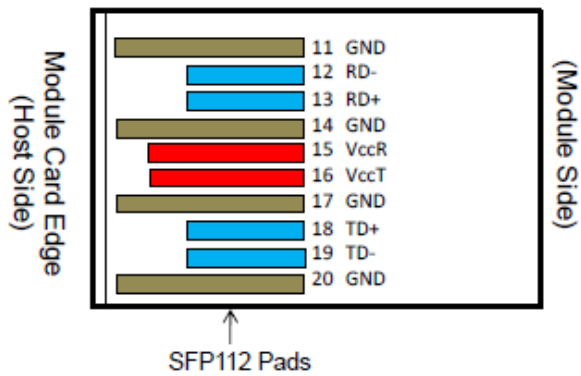 Module Card Edge
(Host Side)
11 GND
12 RD-
13 RD+
14 GND
15 VccR
16 VccT
17 GND
18 TD+
19 TD-
20 GND
(Module Side)
SFP112 Pads